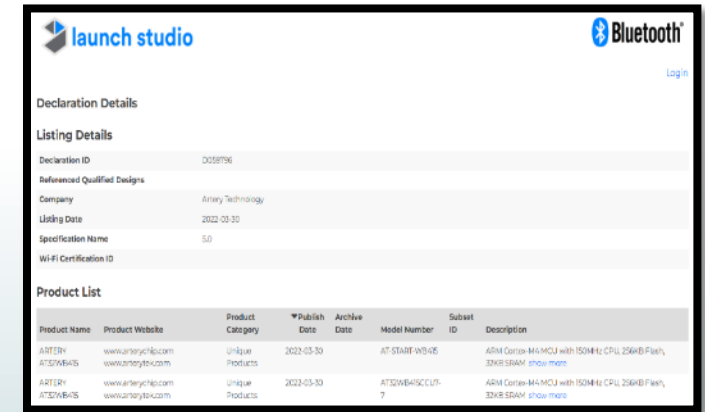 launch studio
Bluetooth®
Login
Declaration Details
Listing Details
Declaration ID D059796
Referenced Qualified Designs
Company Artery Technology
Listing Date 2022-03-30
Specification Name 5.0
Wi-Fi Certification ID
Product List
Product Name Product Website Product Category ▼Publish Date Archive Date Model Number Subset ID Description
ARTERY www.arterychip.com Unique 2022-03-30 AT-START-WB415 ARM Cortex-M4 MCU with 150MHz CPU, 256KB Flash,
AT32WB415 www.arterytek.com Products 32KB SRAM show more
ARTERY www.arterychip.com Unique 2022-03-30 AT32WB415CCU7- ARM Cortex-M4 MCU with 150MHz CPU, 256KB Flash,
AT32WB415 www.arterytek.com Products 7 32KB SRAM show more